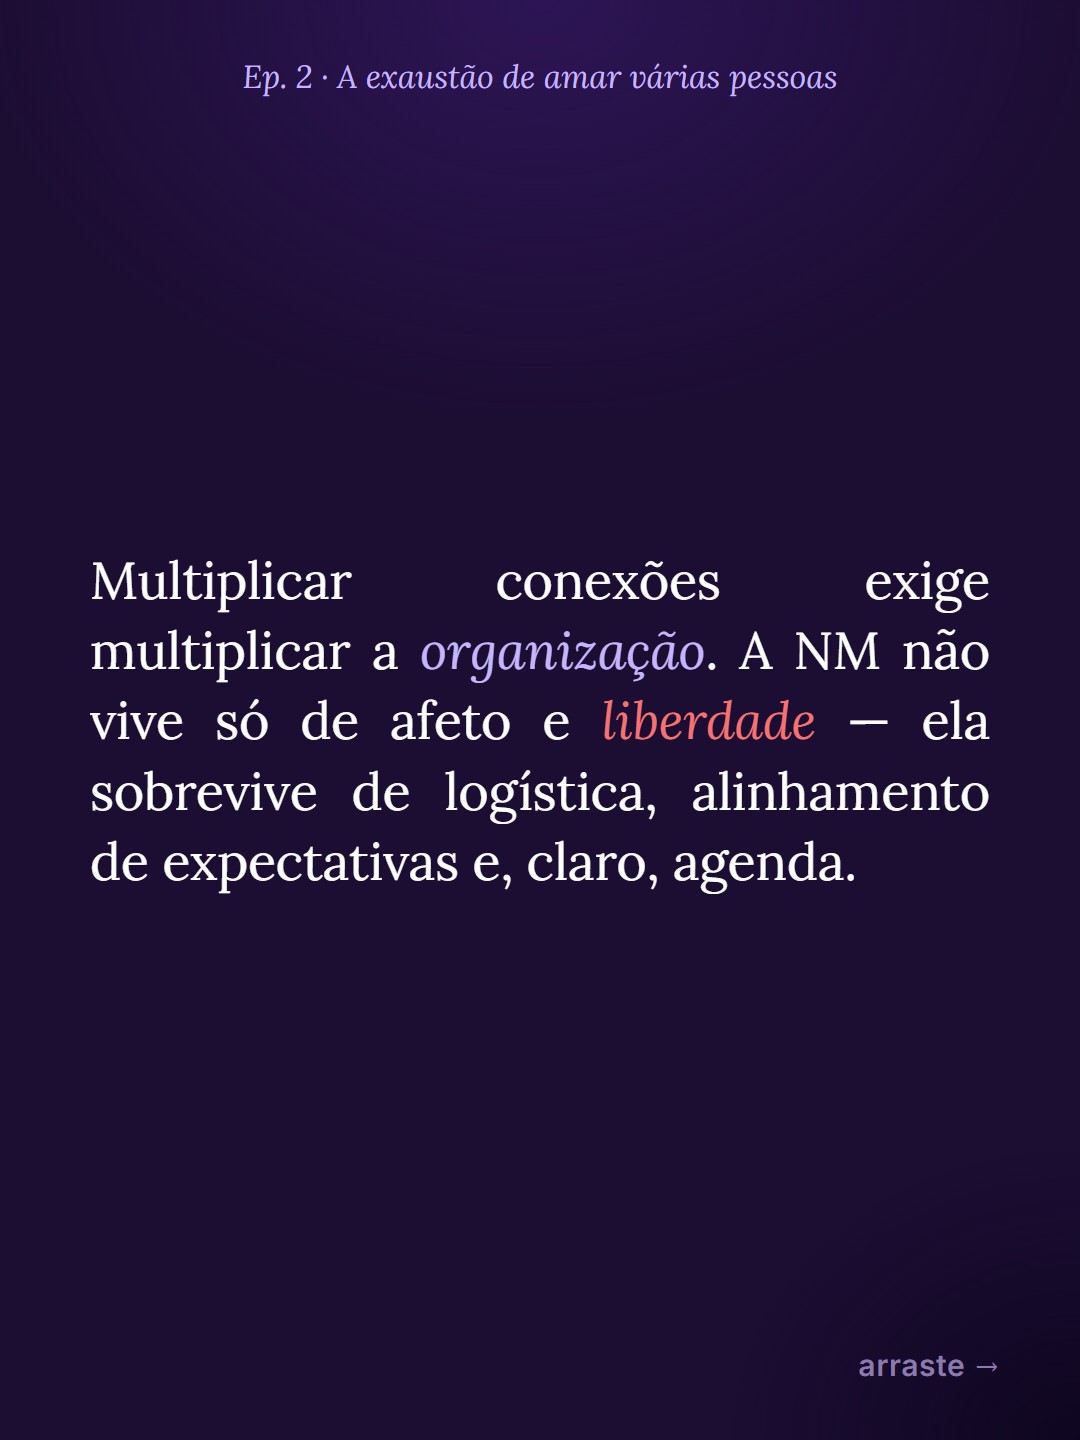 Ep. 2 · A exaustão de amar várias pessoas
Multiplicar conexões exige
multiplicar a organização. A NM não
vive só de afeto e liberdade — ela
sobrevive de logística, alinhamento
de expectativas e, claro, agenda.
arraste →